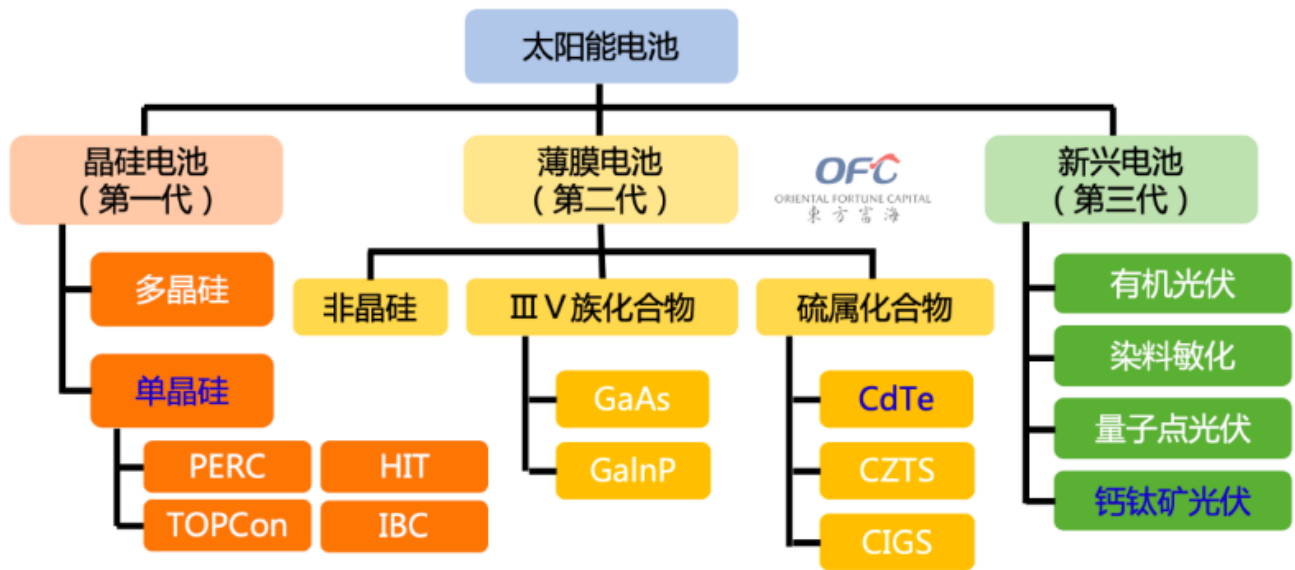 太阳能电池
晶硅电池
（第一代）
薄膜电池
（第二代）
OFC
ORIENTAL FORTUNE CAPITAL
東方富海
新兴电池
（第三代）
多晶硅
单晶硅
PERC
HIT
TOPCon
IBC
非晶硅
ⅢⅤ族化合物
GaAs
GaInP
硫属化合物
CdTe
CZTS
CIGS
有机光伏
染料敏化
量子点光伏
钙钛矿光伏